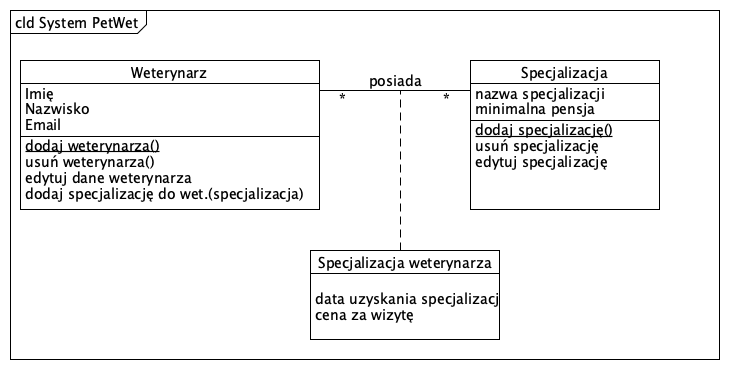 cld System PetWet
Weterynarz
Imię
Nazwisko
Email
dodaj weterynarza()
usuń weterynarza()
edytuj dane weterynarza
dodaj specjalizację do wet.(specjalizacja)
posiada
*
*
Specjalizacja
nazwa specjalizacji
minimalna pensja
dodaj specjalizację()
usuń specjalizację
edytuj specjalizację
Specjalizacja weterynarza
data uzyskania specjalizacj
cena za wizytę